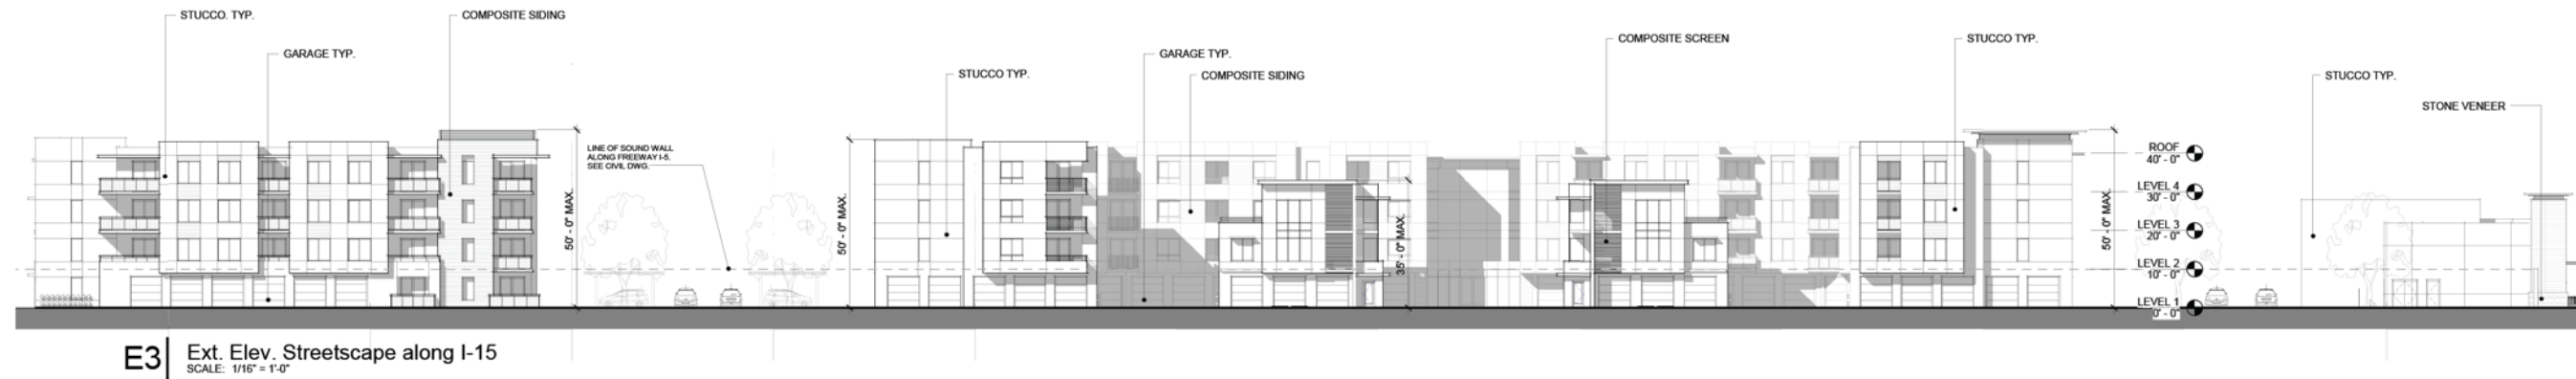 STUCCO. TYP.
COMPOSITE SIDING
GARAGE TYP.
LINE OF SOUND WALL
ALONG FREEWAY I-5.
SEE CIVIL DWG.
50' - 0" MAX.
50' - 0" MAX.
STUCCO TYP.
GARAGE TYP.
COMPOSITE SIDING
35' - 0" MAX.
COMPOSITE SCREEN
STUCCO TYP.
50' - 0" MAX.
ROOF
40' - 0"
LEVEL 4
30' - 0"
LEVEL 3
20' - 0"
LEVEL 2
10' - 0"
LEVEL 1
0' - 0"
STUCCO TYP.
STONE VENEER
E3
Ext. Elev. Streetscape along I-15
SCALE: 1/16" = 1'-0"